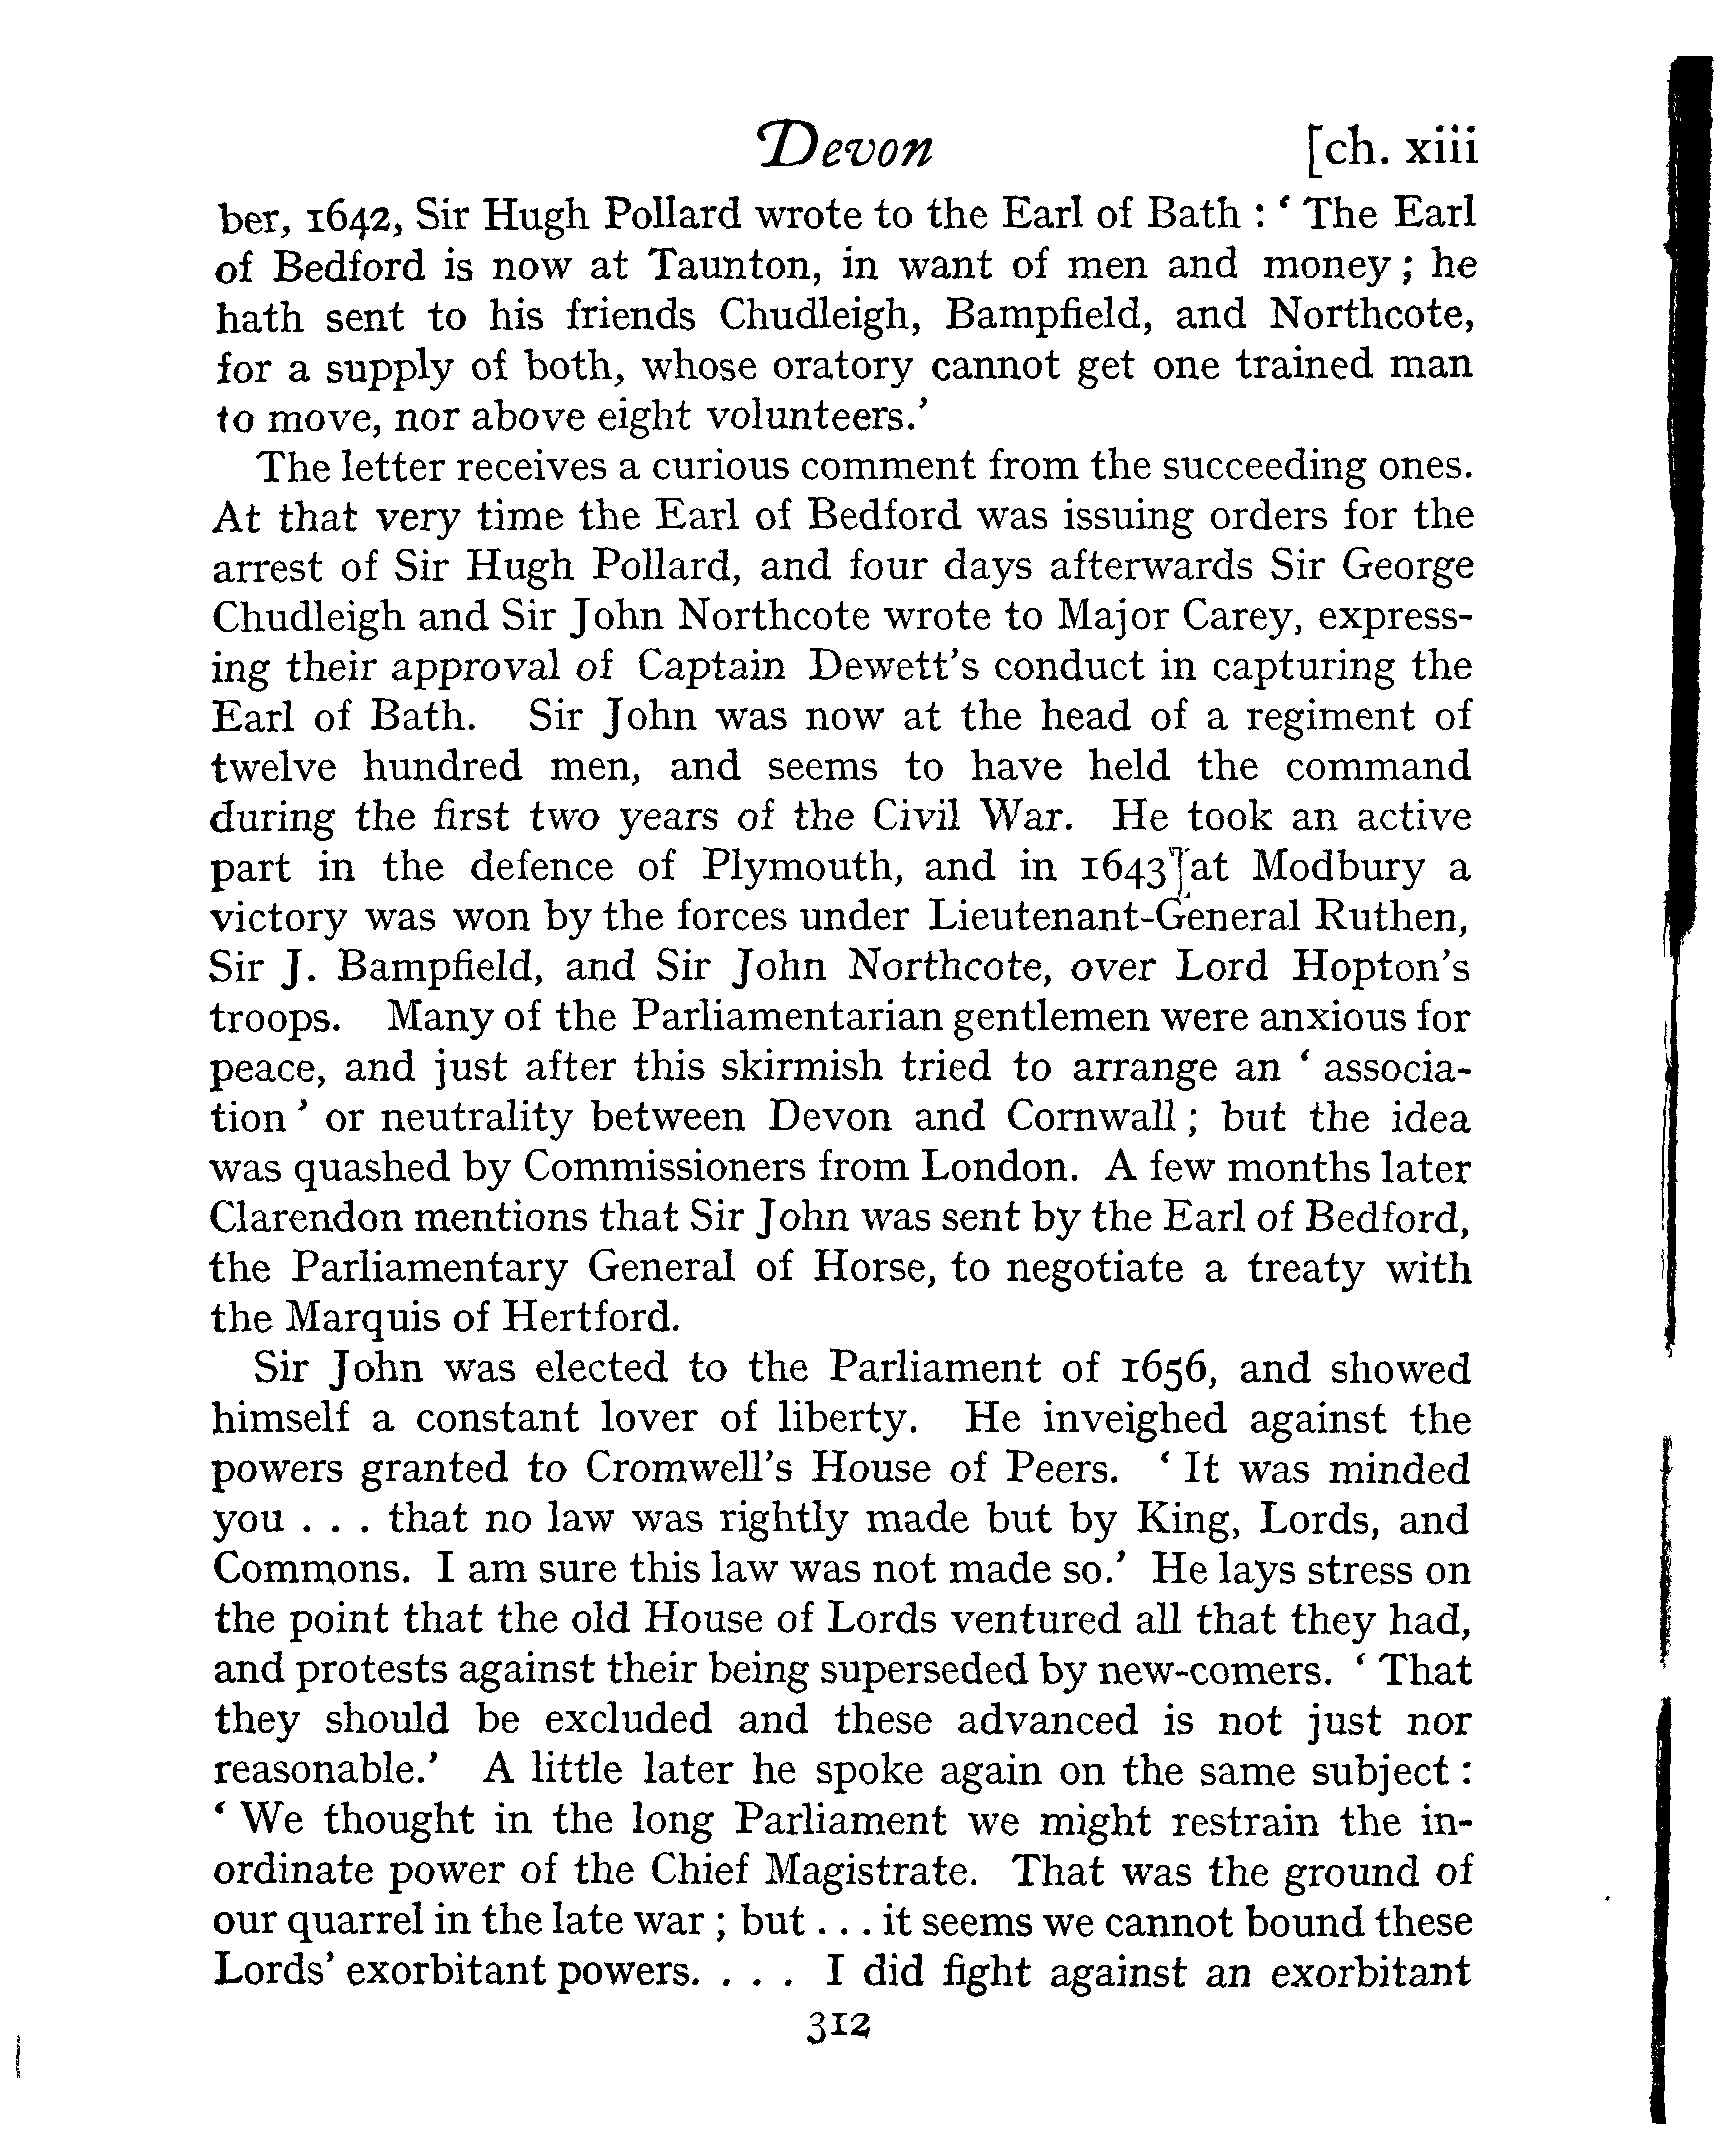 Devon [ch. xiii
ber, 1642, Sir Hugh Pollard wrote to the Earl of Bath : ‘ The Earl
of Bedford is now at Taunton, in want of men and money ; he
hath sent to his friends Chudleigh, Bampfield, and Northcote,
for a supply of both, whose oratory cannot get one trained man
to move, nor above eight volunteers.’
The letter receives a curious comment from the succeeding ones.
At that very time the Earl of Bedford was issuing orders for the
arrest of Sir Hugh Pollard, and four days afterwards Sir George
Chudleigh and Sir John Northcote wrote to Major Carey, express-
ing their approval of Captain Dewett’s conduct in capturing the
Earl of Bath. Sir John was now at the head of a regiment of
twelve hundred men, and seems to have held the command
during the first two years of the Civil War. He took an active
part in the defence of Plymouth, and in 1643 at Modbury a
victory was won by the forces under Lieutenant-General Ruthen,
Sir J. Bampfield, and Sir John Northcote, over Lord Hopton’s
troops. Many of the Parliamentarian gentlemen were anxious for
peace, and just after this skirmish tried to arrange an ‘ associa-
tion ’ or neutrality between Devon and Cornwall ; but the idea
was quashed by Commissioners from London. A few months later
Clarendon mentions that Sir John was sent by the Earl of Bedford,
the Parliamentary General of Horse, to negotiate a treaty with
the Marquis of Hertford.
Sir John was elected to the Parliament of 1656, and showed
himself a constant lover of liberty. He inveighed against the
powers granted to Cromwell’s House of Peers. ‘ It was minded
you . . . that no law was rightly made but by King, Lords, and
Commons. I am sure this law was not made so.’ He lays stress on
the point that the old House of Lords ventured all that they had,
and protests against their being superseded by new-comers. ‘ That
they should be excluded and these advanced is not just nor
reasonable.’ A little later he spoke again on the same subject :
‘ We thought in the long Parliament we might restrain the in-
ordinate power of the Chief Magistrate. That was the ground of
our quarrel in the late war ; but . . . it seems we cannot bound these
Lords’ exorbitant powers. . . . I did fight against an exorbitant
312